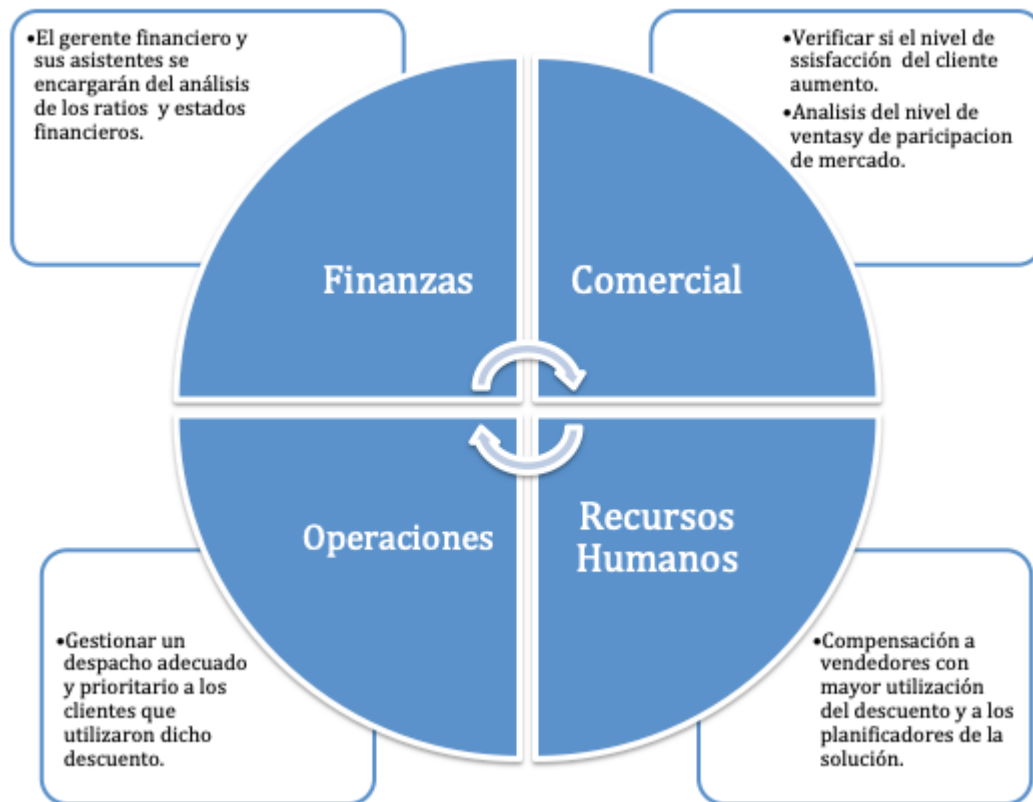 •El gerente financiero y
sus asistentes se
encargarán del análisis
de los ratios y estados
financieros.
•Verificar si el nivel de
ssisfacción del cliente
aumento.
•Analisis del nivel de
ventasy de paricipacion
de mercado.
Finanzas
Comercial
Operaciones
Recursos
Humanos
•Gestionar un
despacho adecuado
y prioritario a los
clientes que
utilizaron dicho
descuento.
•Compensación a
vendedores con
mayor utilización
del descuento y a los
planificadores de la
solución.